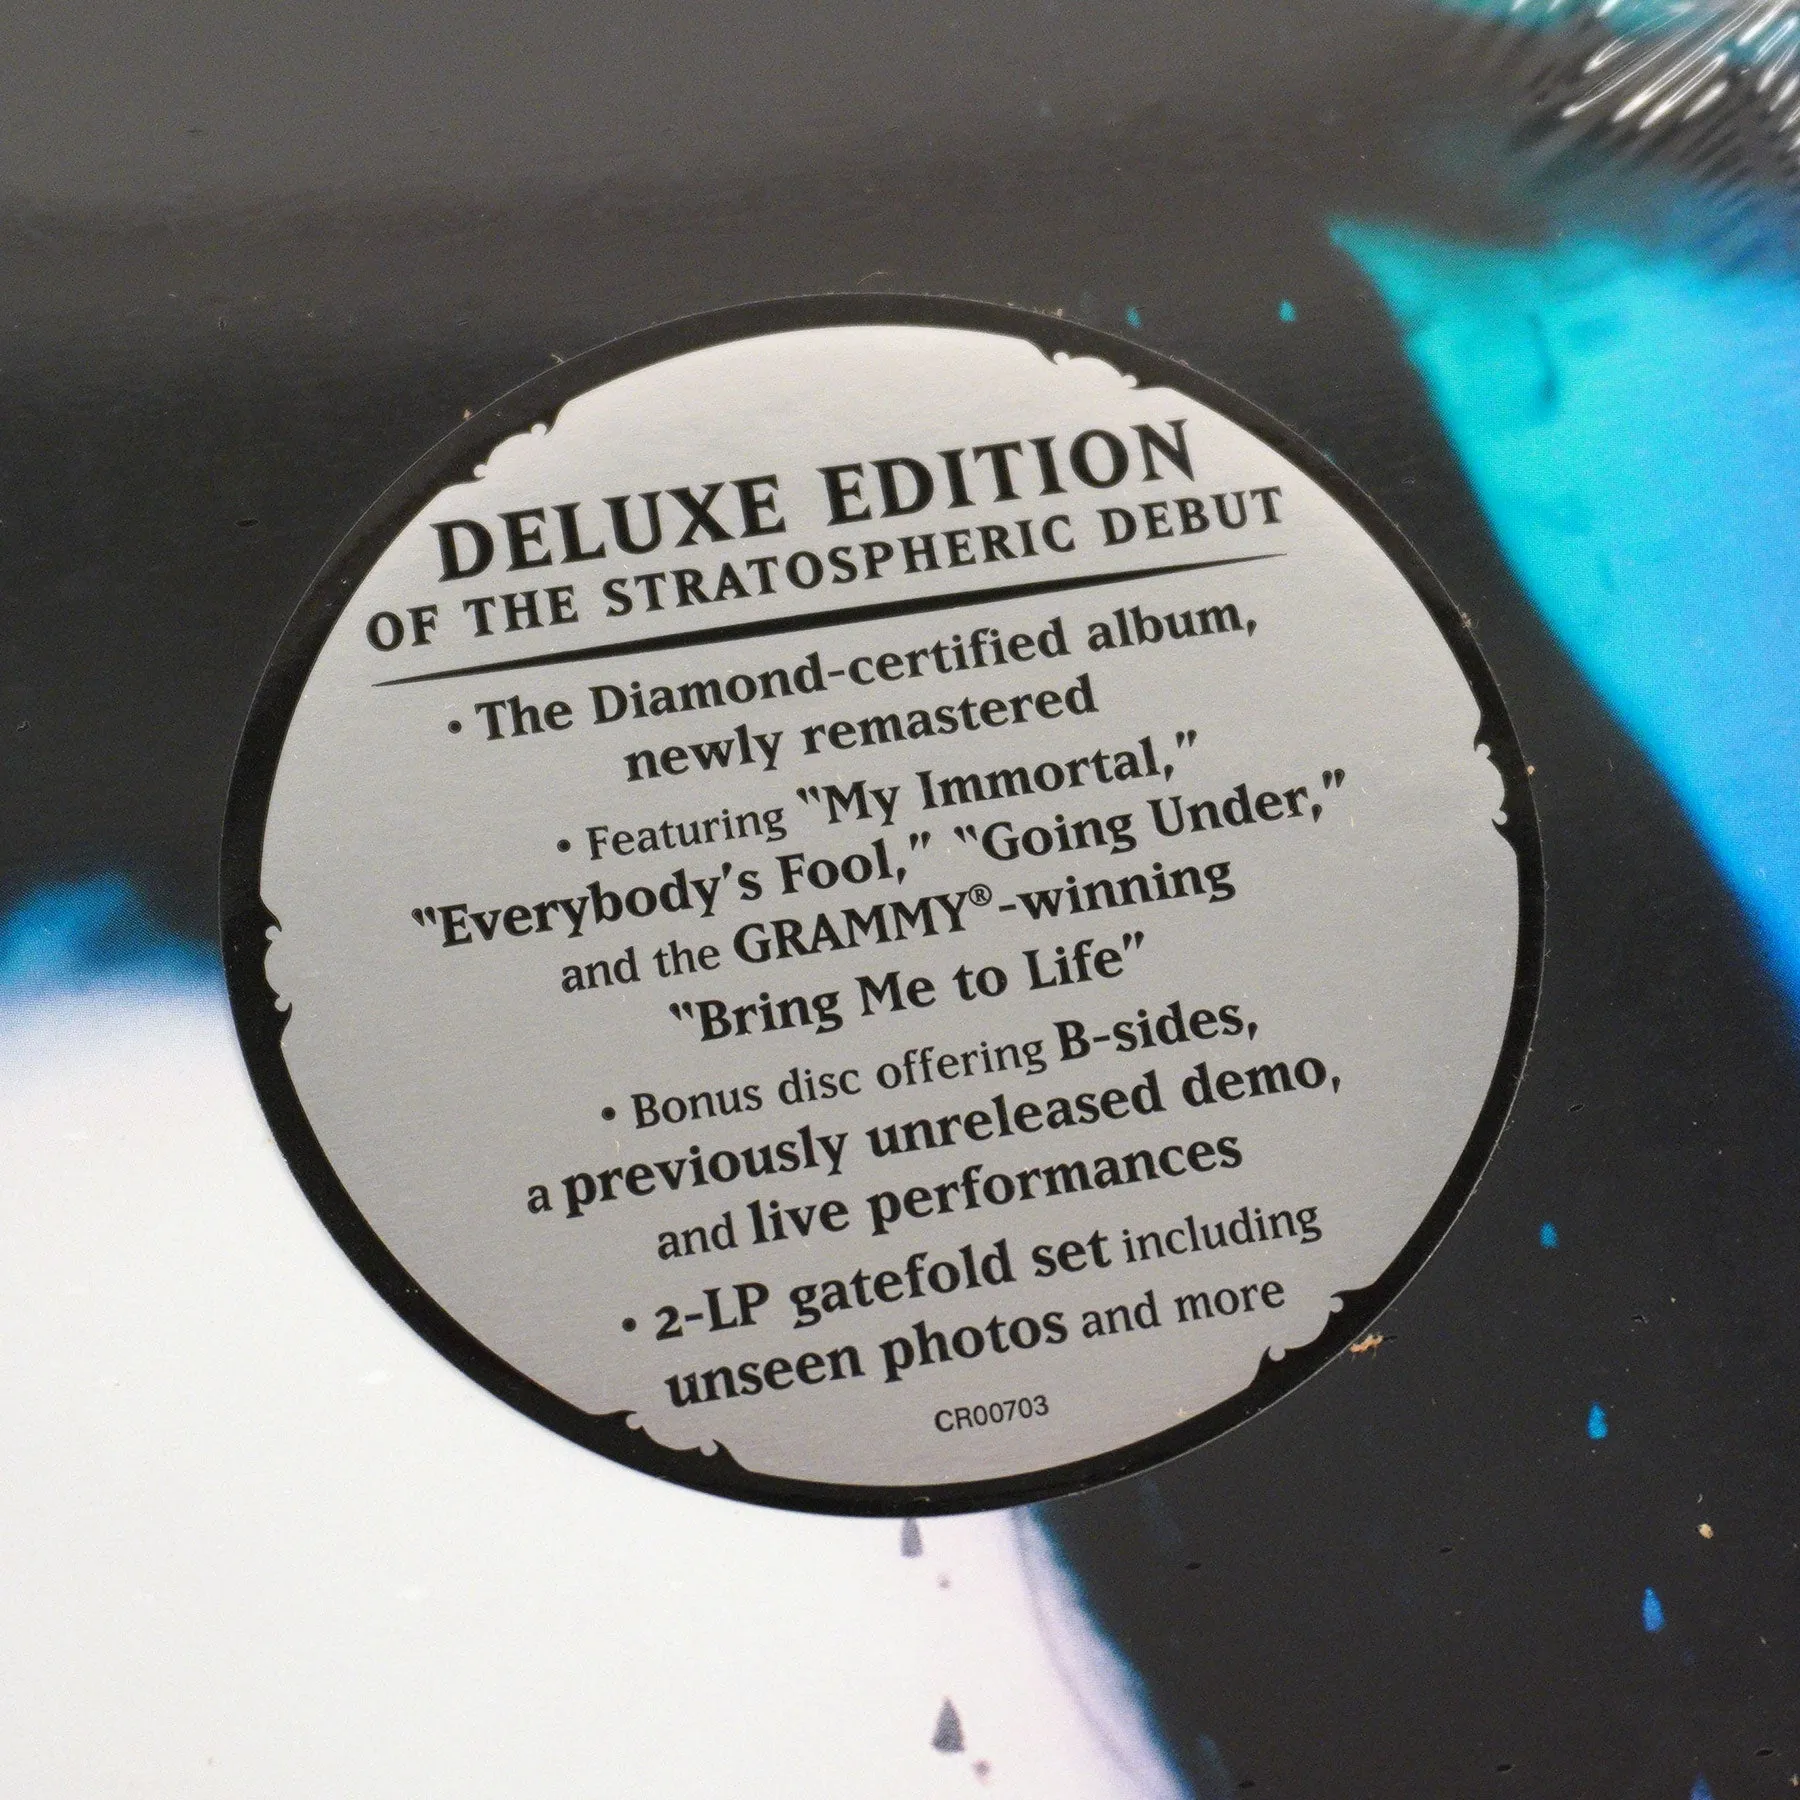 DELUXE EDITION
OF THE STRATOSPHERIC DEBUT
• The Diamond-certified album,
newly remastered
• Featuring “My Immortal,”
“Everybody’s Fool,” “Going Under,”
and the GRAMMY®-winning
“Bring Me to Life”
• Bonus disc offering B-sides,
a previously unreleased demo,
and live performances
• 2-LP gatefold set including
unseen photos and more
CR00703